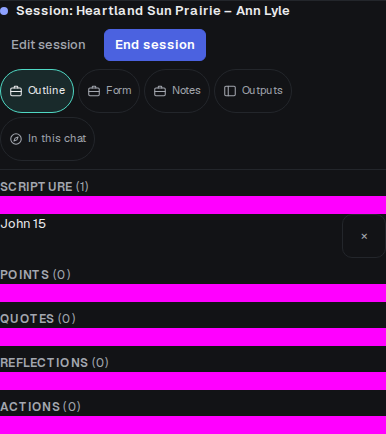 Session: Heartland Sun Prairie – Ann Lyle
Edit session
End session
Outline
Form
Notes
Outputs
In this chat
SCRIPTURE (1)
John 15
×
POINTS (0)
QUOTES (0)
REFLECTIONS (0)
ACTIONS (0)